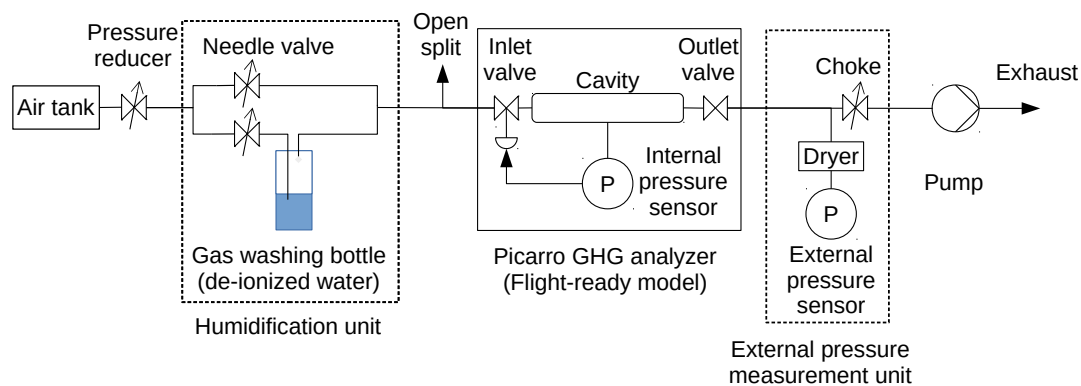 Pressure
reducer
Air tank
Needle valve
Gas washing bottle
(de-ionized water)
Humidification unit
Open
split
Inlet
valve
Cavity
Outlet
valve
P
Internal
pressure
sensor
Picarro GHG analyzer
(Flight-ready model)
Choke
Dryer
P
External
pressure
sensor
External pressure
measurement unit
Pump
Exhaust